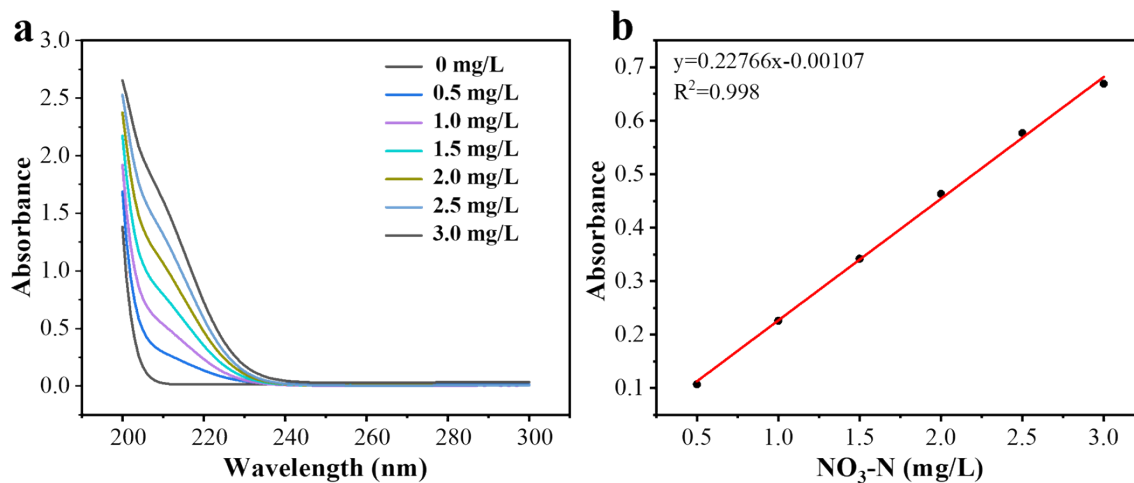 a
3.0
2.5
2.0
1.5
1.0
0.5
0.0
Absorbance
0 mg/L
0.5 mg/L
1.0 mg/L
1.5 mg/L
2.0 mg/L
2.5 mg/L
3.0 mg/L
200 220 240 260 280 300
Wavelength (nm)
b
y=0.22766x-0.00107
R²=0.998
0.7
0.6
0.5
0.4
0.3
0.2
0.1
Absorbance
0.5 1.0 1.5 2.0 2.5 3.0
NO₃-N (mg/L)